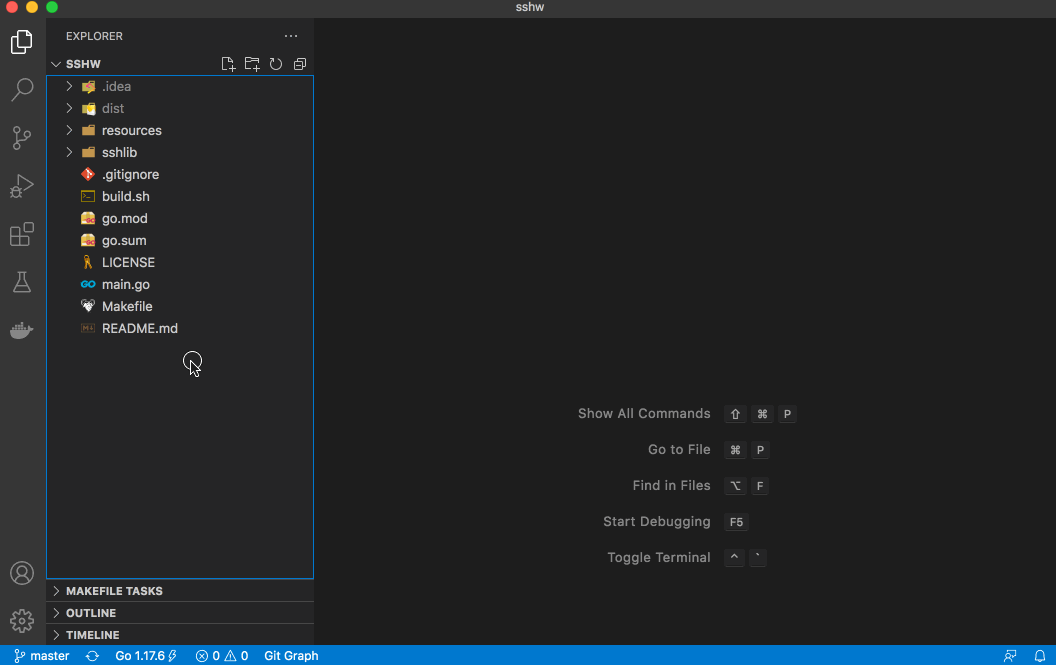 sshw
EXPLORER
SSHW
.idea
dist
resources
sshlib
.gitignore
build.sh
go.mod
go.sum
LICENSE
main.go
Makefile
README.md
Show All Commands ⇧ ⌘ P
Go to File ⌘ P
Find in Files ⌥ F
Start Debugging F5
Toggle Terminal ^ `
MAKEFILE TASKS
OUTLINE
TIMELINE
master Go 1.17.6 0 0 Git Graph